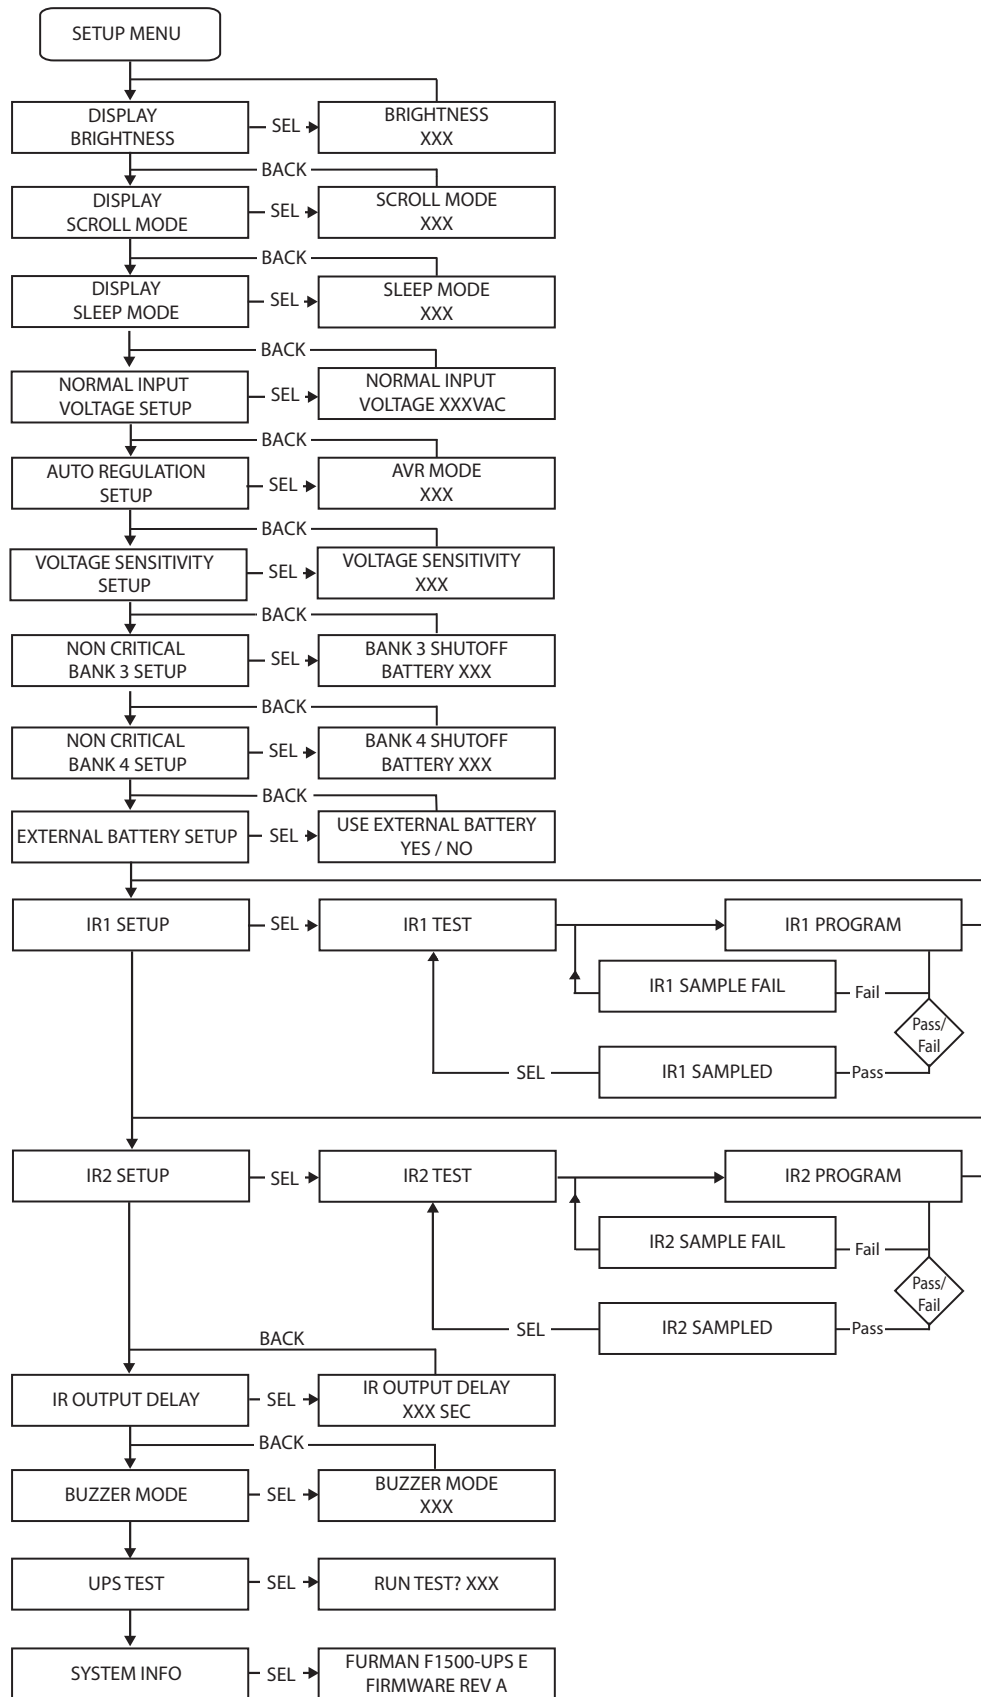 SETUP MENU
DISPLAY
BRIGHTNESS
SEL
BRIGHTNESS
XXX
BACK
DISPLAY
SCROLL MODE
SEL
SCROLL MODE
XXX
BACK
DISPLAY
SLEEP MODE
SEL
SLEEP MODE
XXX
BACK
NORMAL INPUT
VOLTAGE SETUP
SEL
NORMAL INPUT
VOLTAGE XXXVAC
BACK
AUTO REGULATION
SETUP
SEL
AVR MODE
XXX
BACK
VOLTAGE SENSITIVITY
SETUP
SEL
VOLTAGE SENSITIVITY
XXX
BACK
NON CRITICAL
BANK 3 SETUP
SEL
BANK 3 SHUTOFF
BATTERY XXX
BACK
NON CRITICAL
BANK 4 SETUP
SEL
BANK 4 SHUTOFF
BATTERY XXX
BACK
EXTERNAL BATTERY SETUP
SEL
USE EXTERNAL BATTERY
YES / NO
IR1 SETUP
SEL
IR1 TEST
IR1 PROGRAM
IR1 SAMPLE FAIL
Fail
Pass/
Fail
SEL
IR1 SAMPLED
Pass
IR2 SETUP
SEL
IR2 TEST
IR2 PROGRAM
IR2 SAMPLE FAIL
Fail
Pass/
Fail
SEL
IR2 SAMPLED
Pass
BACK
IR OUTPUT DELAY
SEL
IR OUTPUT DELAY
XXX SEC
BACK
BUZZER MODE
SEL
BUZZER MODE
XXX
UPS TEST
SEL
RUN TEST? XXX
SYSTEM INFO
SEL
FURMAN F1500-UPS E
FIRMWARE REV A